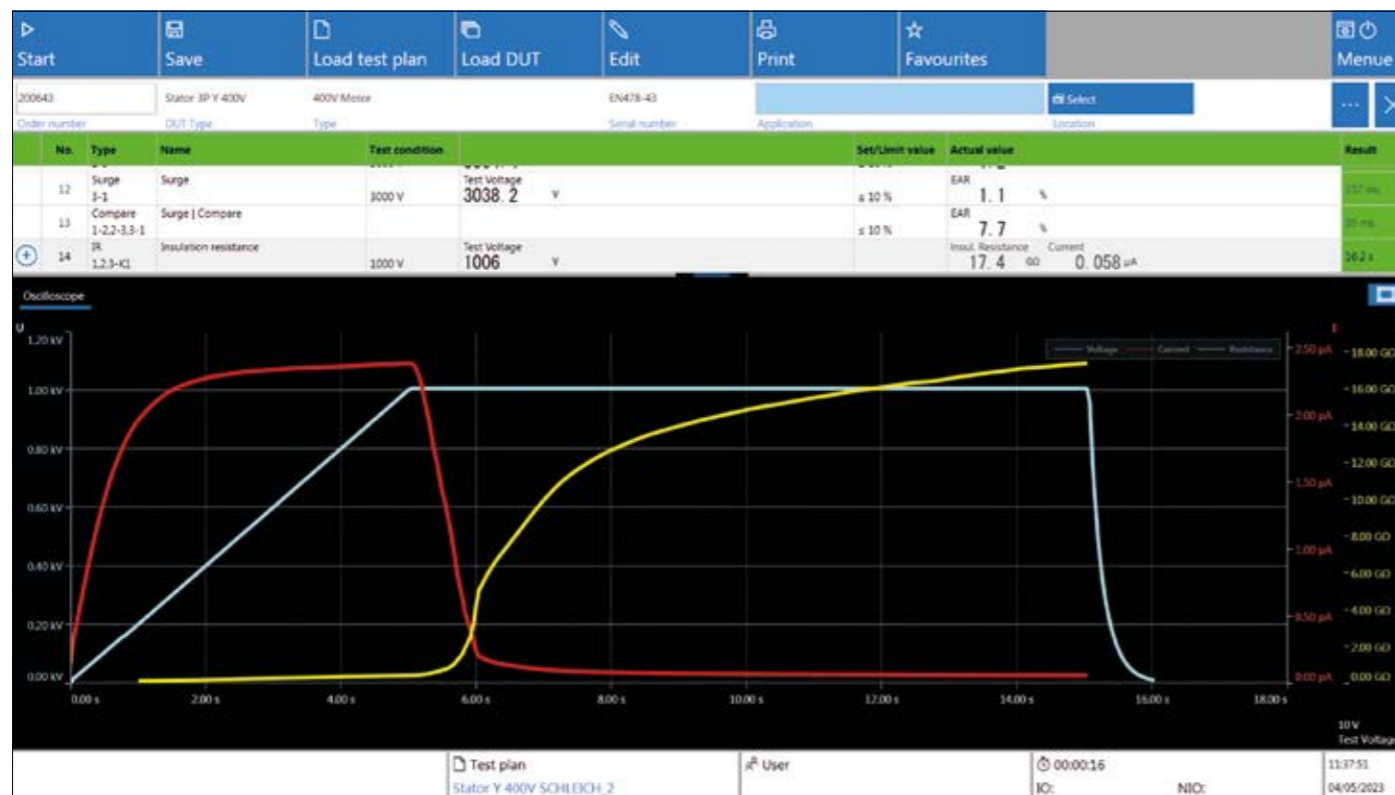 Start Save Load test plan Load DUT Edit Print Favourites Menue
200643 Stator 3P Y 400V 400V Motor EN478-43 Select
Order number DUT Type Type Serial number Application Location
No. Type Name Test condition Set/Limit value Actual value Result
12 Surge 3-1 Surge 3000 V Test Voltage 3038.2 V ≤ 10 % EAR 1.1 % 157 ms
13 Compare 1-2,2-3,3-1 Surge | Compare ≤ 10 % EAR 7.7 %
14 IR 1,2,3-K1 Insulation resistance 1000 V Test Voltage 1006 V Insul. Resistance 17.4 GΩ Current 0.058 µA 16.2 s
Oscilloscope
U I
Voltage Current Resistance
1.20 kV
1.00 kV
0.80 kV
0.60 kV
0.40 kV
0.20 kV
0.00 kV
2.50 µA
2.00 µA
1.50 µA
1.00 µA
0.50 µA
0.00 µA
18.00 GΩ
16.00 GΩ
14.00 GΩ
12.00 GΩ
10.00 GΩ
8.00 GΩ
6.00 GΩ
4.00 GΩ
2.00 GΩ
0.00 GΩ
0.00 s 2.00 s 4.00 s 6.00 s 8.00 s 10.00 s 12.00 s 14.00 s 16.00 s 18.00 s
10 V
Test Voltage
Test plan User 00:00:16 11:37:51
Stator Y 400V SCHLEICH_2 IO: NIO: 04/05/2023